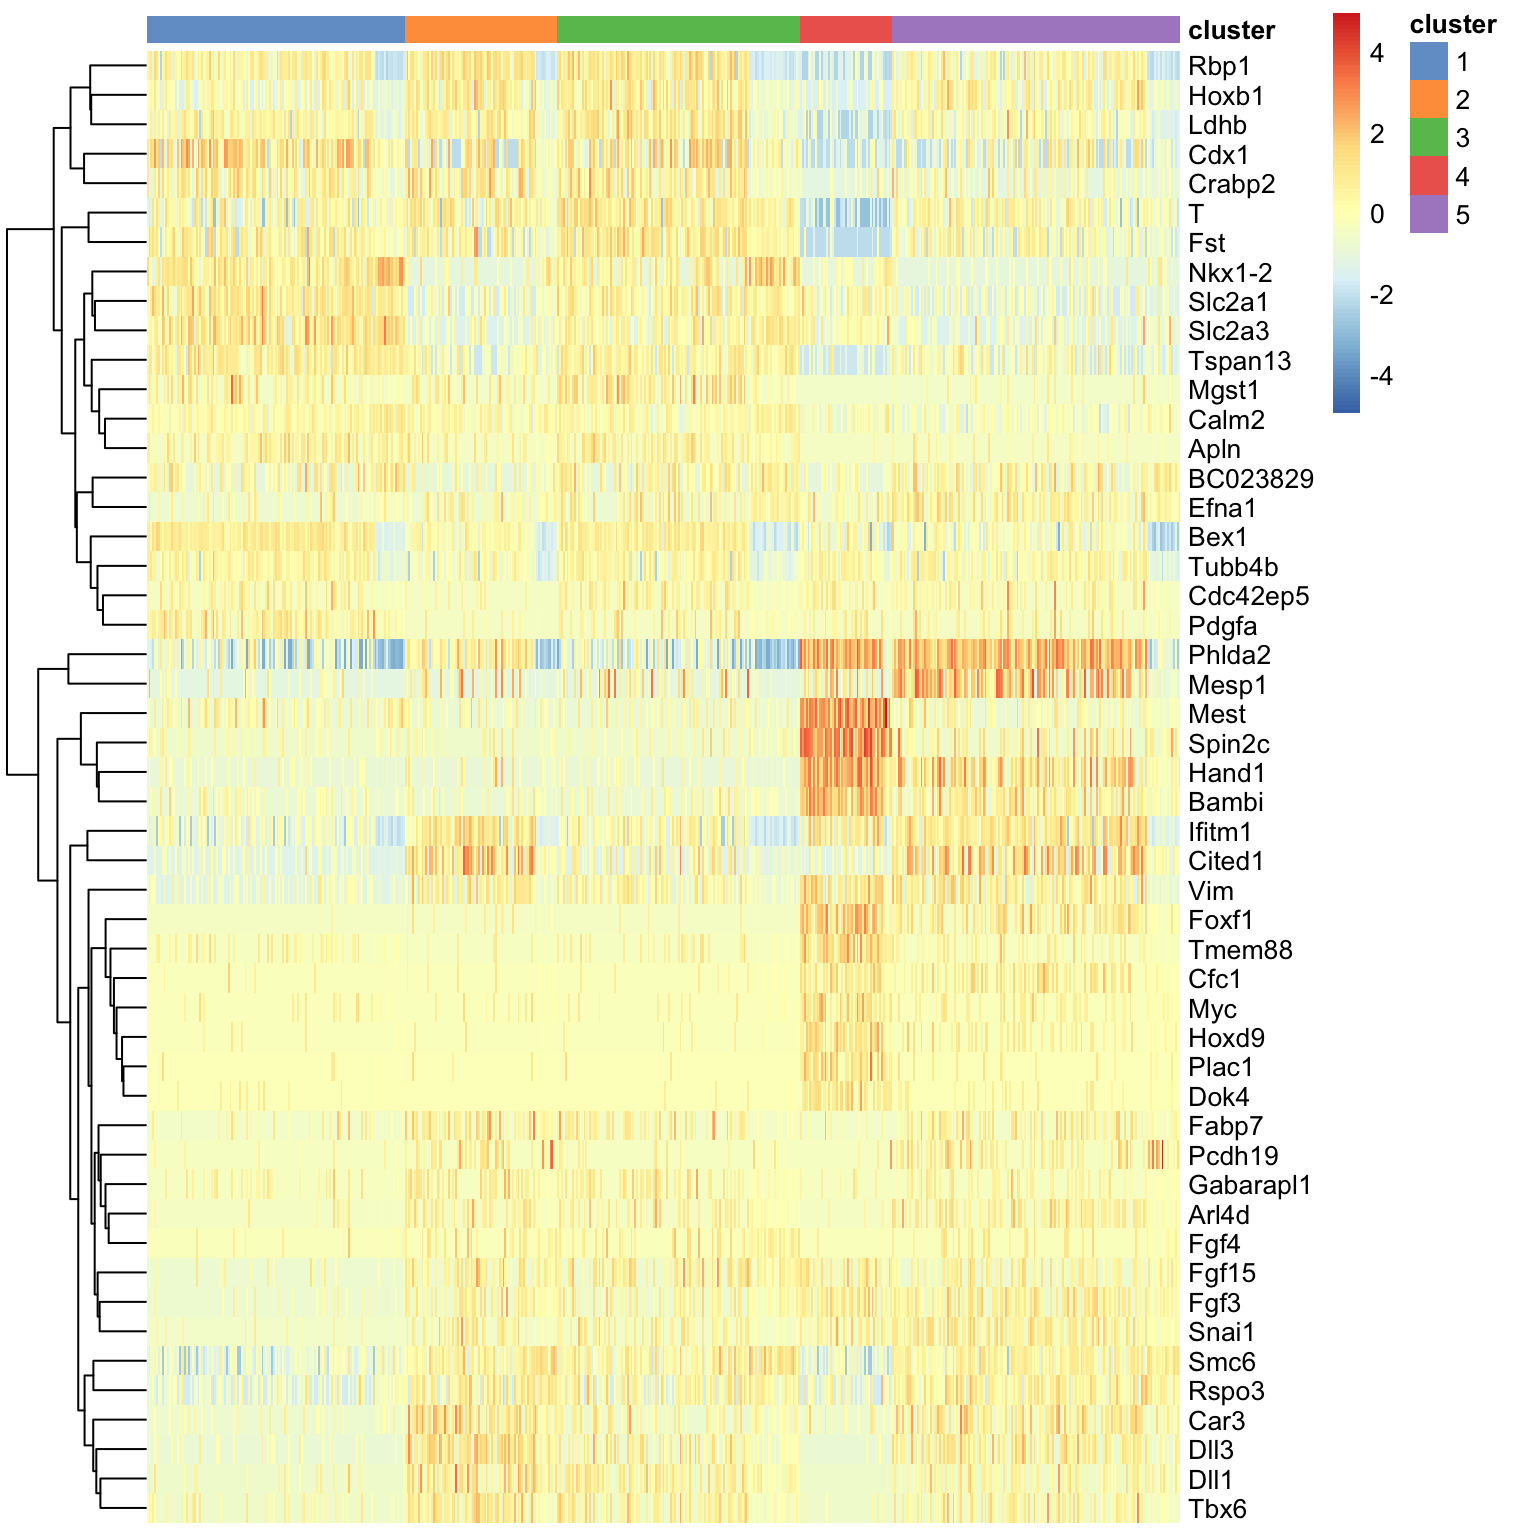 cluster
Rbp1
Hoxb1
Ldhb
Cdx1
Crabp2
T
Fst
Nkx1-2
Slc2a1
Slc2a3
Tspan13
Mgst1
Calm2
Apln
BC023829
Efna1
Bex1
Tubb4b
Cdc42ep5
Pdgfa
Phlda2
Mesp1
Mest
Spin2c
Hand1
Bambi
Ifitm1
Cited1
Vim
Foxf1
Tmem88
Cfc1
Myc
Hoxd9
Plac1
Dok4
Fabp7
Pcdh19
Gabarapl1
Arl4d
Fgf4
Fgf15
Fgf3
Snai1
Smc6
Rspo3
Car3
Dll3
Dll1
Tbx6
4
2
0
-2
-4
cluster
1
2
3
4
5